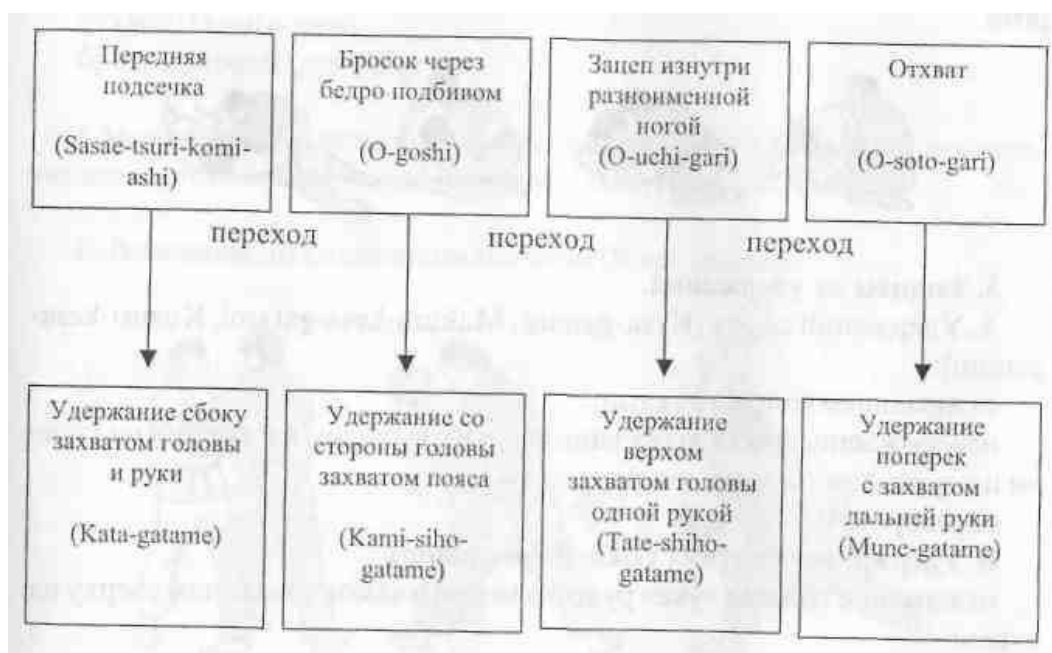 Передняя
подсечка
(Sasae-tsuri-komi-
ashi)
Бросок через
бедро подбивом
(O-goshi)
Зацеп изнутри
разноименной
ногой
(O-uchi-gari)
Отхват
(O-soto-gari)
переход
переход
переход
Удержание сбоку
захватом головы
и руки
(Kata-gatame)
Удержание со
стороны головы
захватом пояса
(Kami-siho-
gatame)
Удержание
верхом
захватом головы
одной рукой
(Tate-shiho-
gatame)
Удержание
поперек
с захватом
дальней руки
(Mune-gatame)